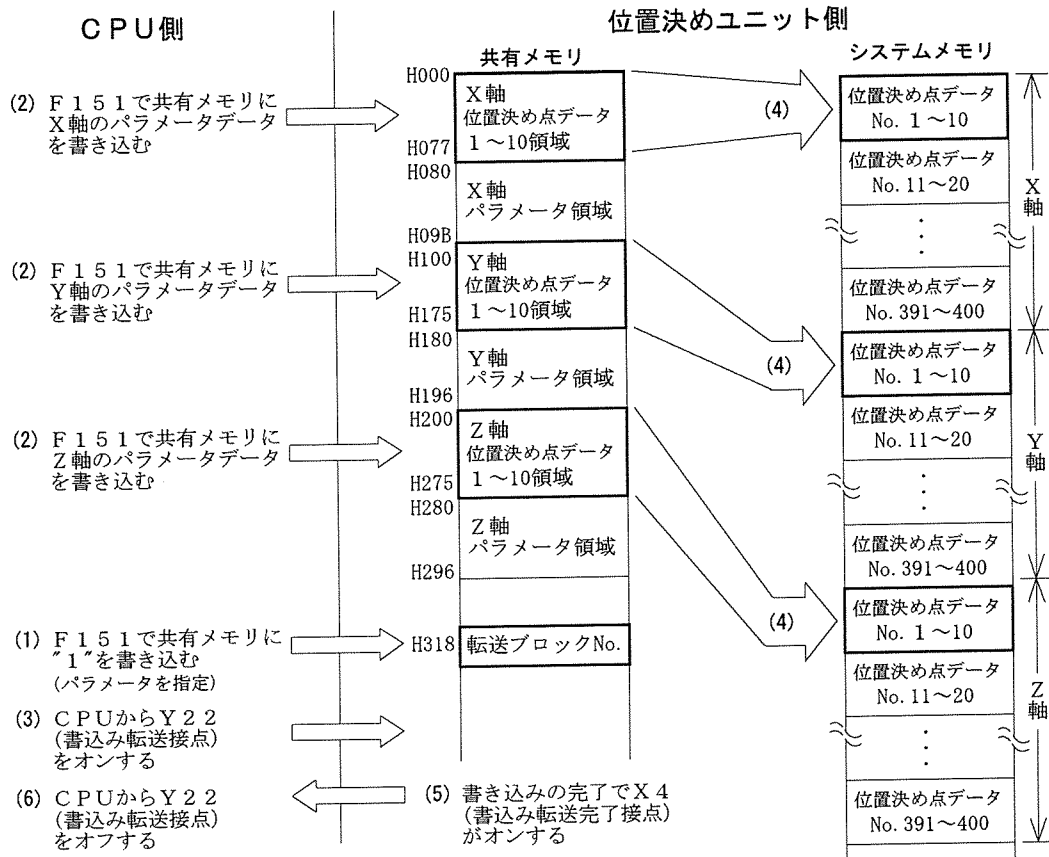 CPU側
位置決めユニット側
共有メモリ
システムメモリ
(2) F151で共有メモリに
X軸のパラメータデータ
を書き込む
(2) F151で共有メモリに
Y軸のパラメータデータ
を書き込む
(2) F151で共有メモリに
Z軸のパラメータデータ
を書き込む
(1) F151で共有メモリに
"1"を書き込む
(パラメータを指定)
(3) CPUからY22
(書込み転送接点)
をオンする
(6) CPUからY22
(書込み転送接点)
をオフする
H000
X軸
位置決め点データ
1～10領域
H077
H080
X軸
パラメータ領域
H09B
H100
Y軸
位置決め点データ
1～10領域
H175
H180
Y軸
パラメータ領域
H196
H200
Z軸
位置決め点データ
1～10領域
H275
H280
Z軸
パラメータ領域
H296
H318
転送ブロックNo.
(5) 書き込みの完了でX4
(書込み転送完了接点)
がオンする
(4)
(4)
(4)
位置決め点データ
No. 1～10
位置決め点データ
No. 11～20
位置決め点データ
No. 391～400
X軸
位置決め点データ
No. 1～10
位置決め点データ
No. 11～20
位置決め点データ
No. 391～400
Y軸
位置決め点データ
No. 1～10
位置決め点データ
No. 11～20
位置決め点データ
No. 391～400
Z軸